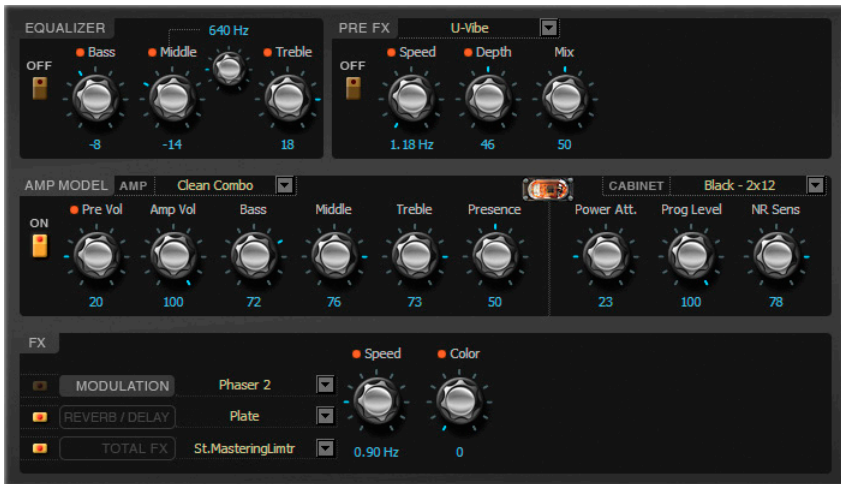 EQUALIZER 640 Hz
OFF Bass Middle Treble
-8 -14 18
PRE FX U-Vibe
OFF Speed Depth Mix
1.18 Hz 46 50
AMP MODEL AMP Clean Combo CABINET Black - 2x12
ON Pre Vol Amp Vol Bass Middle Treble Presence Power Att. Prog Level NR Sens
20 100 72 76 73 50 23 100 78
FX
Speed Color
MODULATION Phaser 2
REVERB / DELAY Plate
TOTAL FX St.MasteringLimtr
0.90 Hz 0